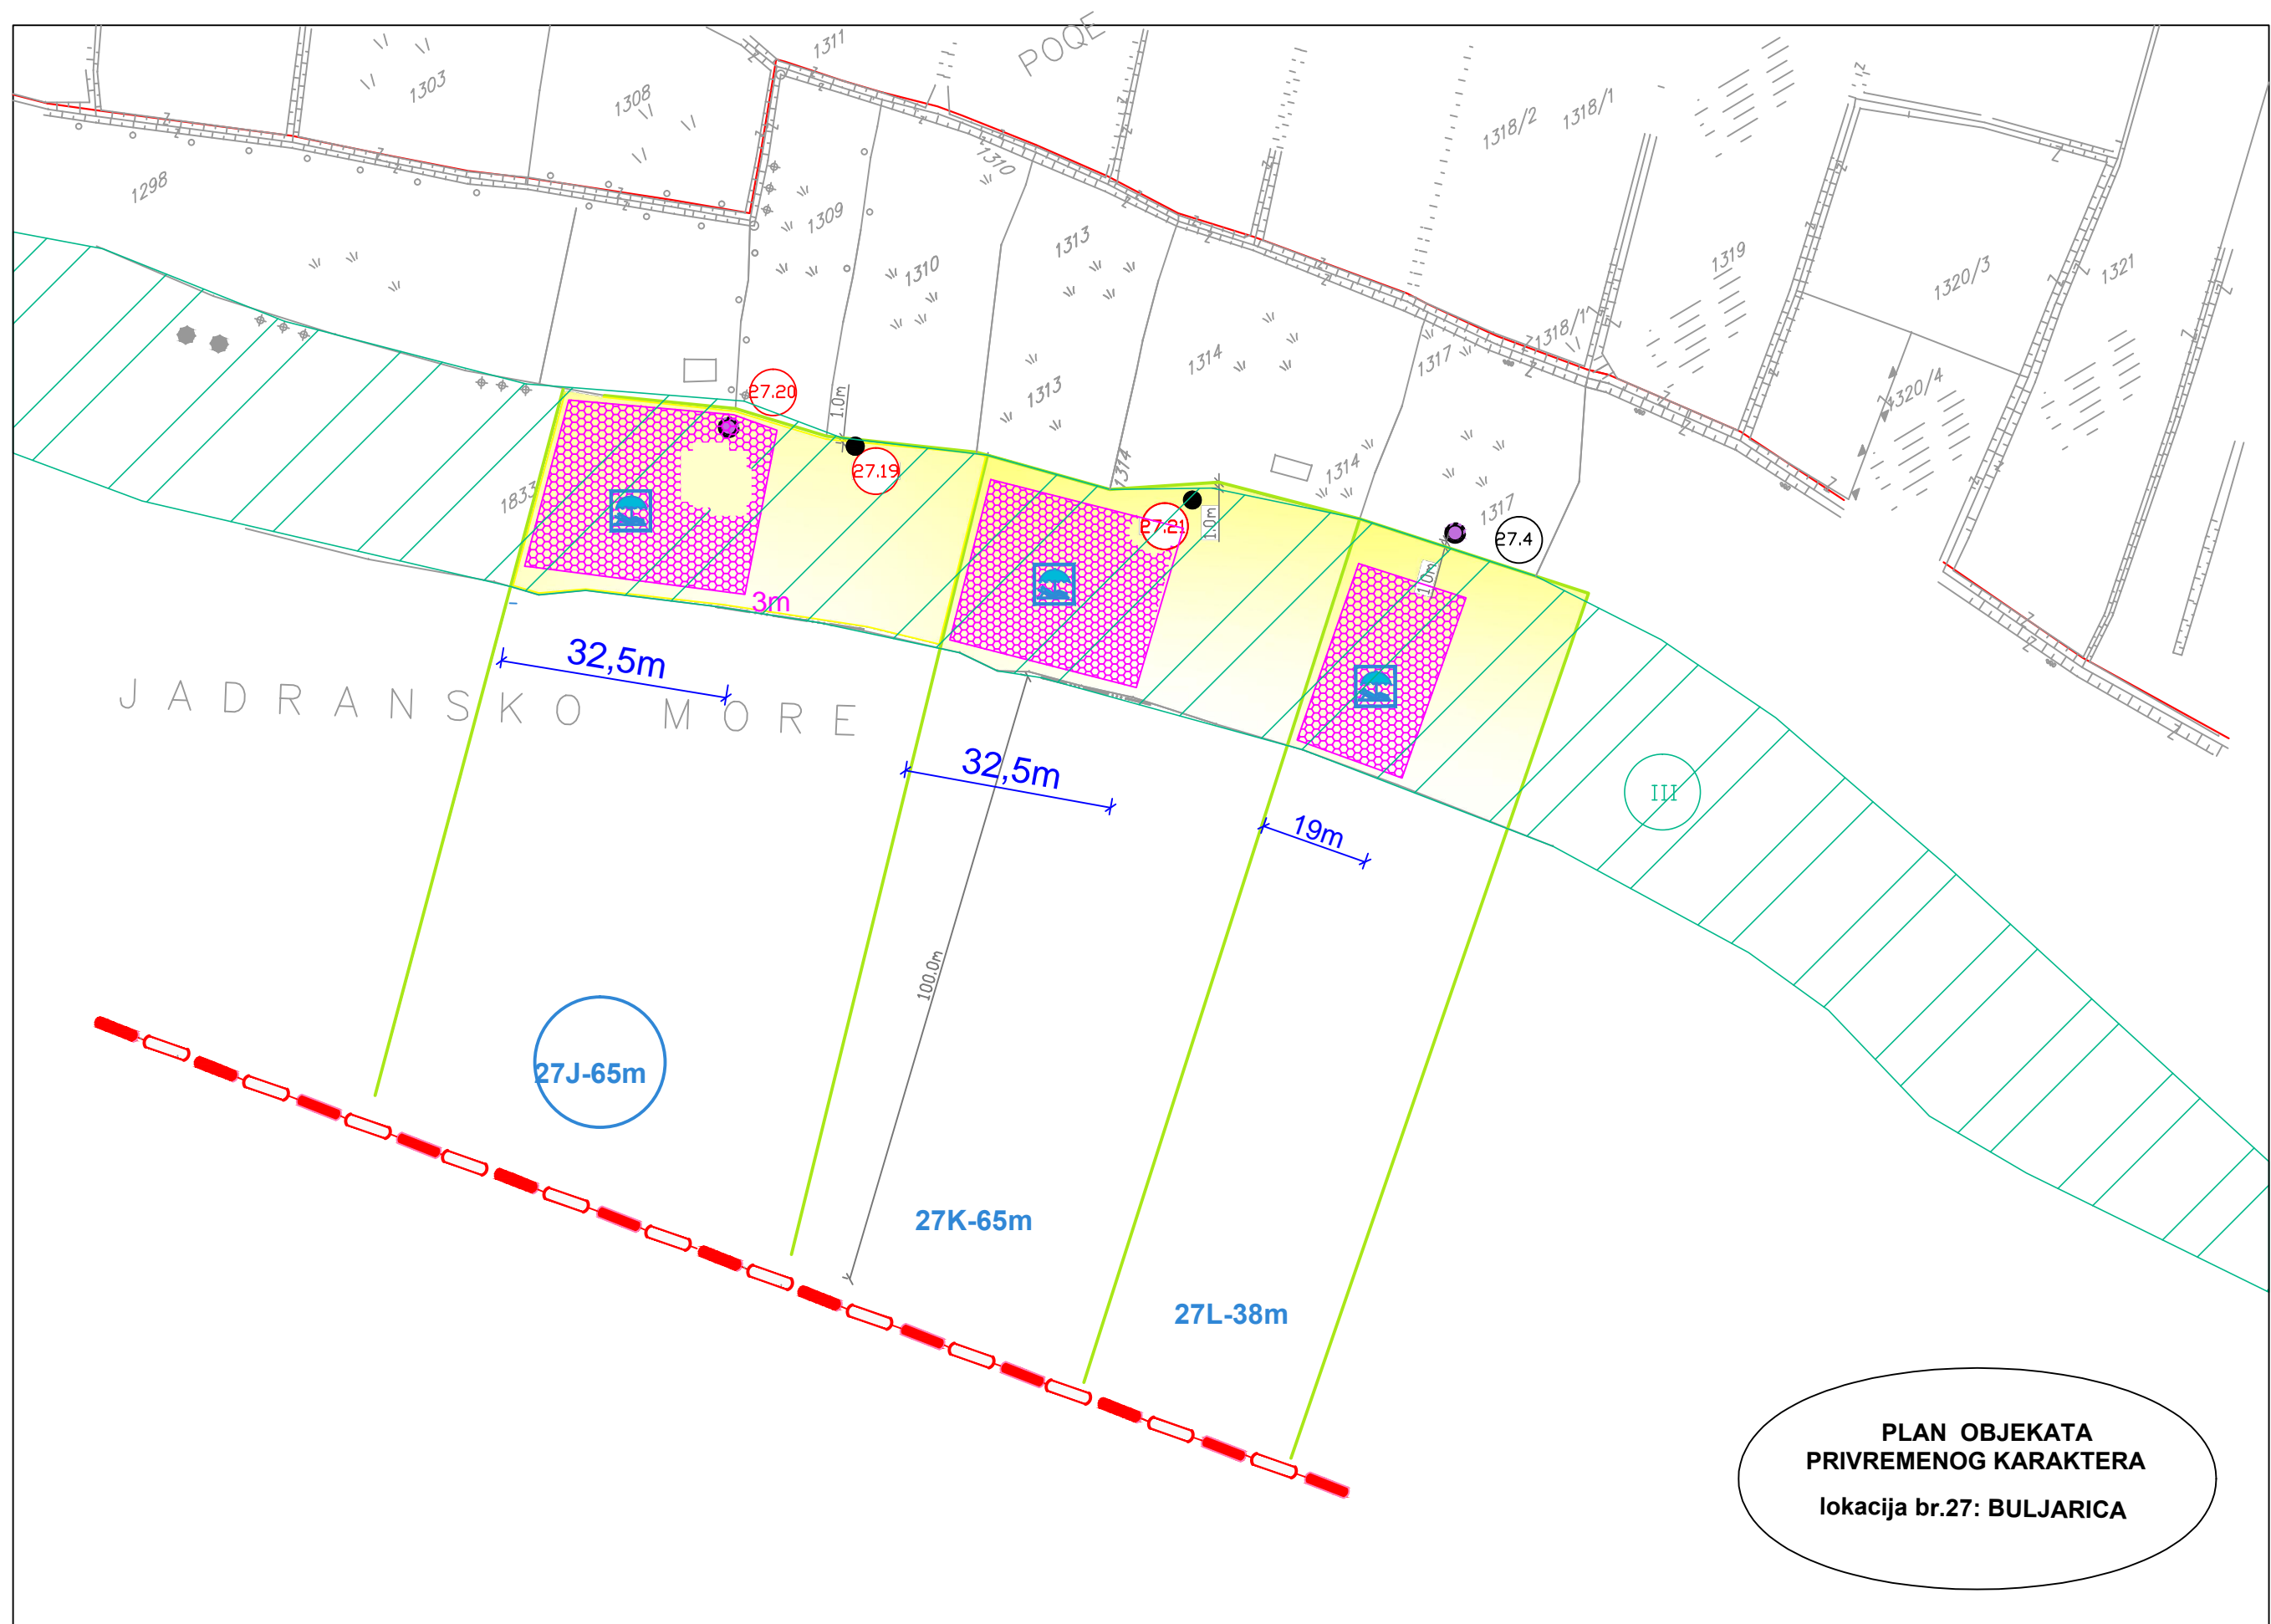 POQE
1311
1303
1308
1318/2
1318/1
1298
1310
1309
1310
1313
1319
1320/3
1321
1314
1317
1318/1
1313
1320/4
27.20
1.0m
27.19
1314
1314
1833
27.21
1.0m
1317
27.4
1.0m
3m
32,5m
JADRANSKO MORE
32,5m
19m
III
100.0m
27J-65m
27K-65m
27L-38m
PLAN OBJEKATA
PRIVREMENOG KARAKTERA
lokacija br.27: BULJARICA